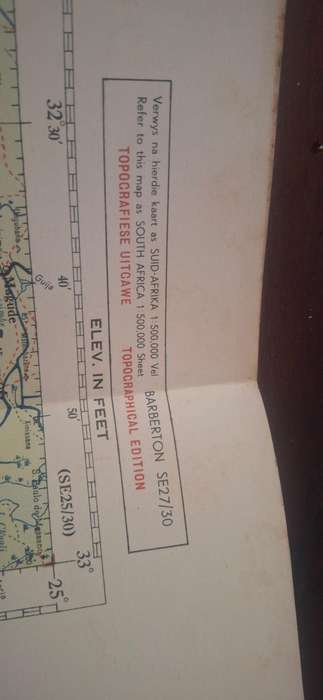 Verwys na hierdie kaart as SUID-AFRIKA 1:500,000 Vel
Refer to this map as SOUTH AFRICA 1:500,000 Sheet
BARBERTON SE27/30
TOPOGRAFIESE UITGAWE TOPOGRAPHICAL EDITION
ELEV. IN FEET
32°30′ 40′ 50′ (SE25/30) 33°
25°
Guija
Magude